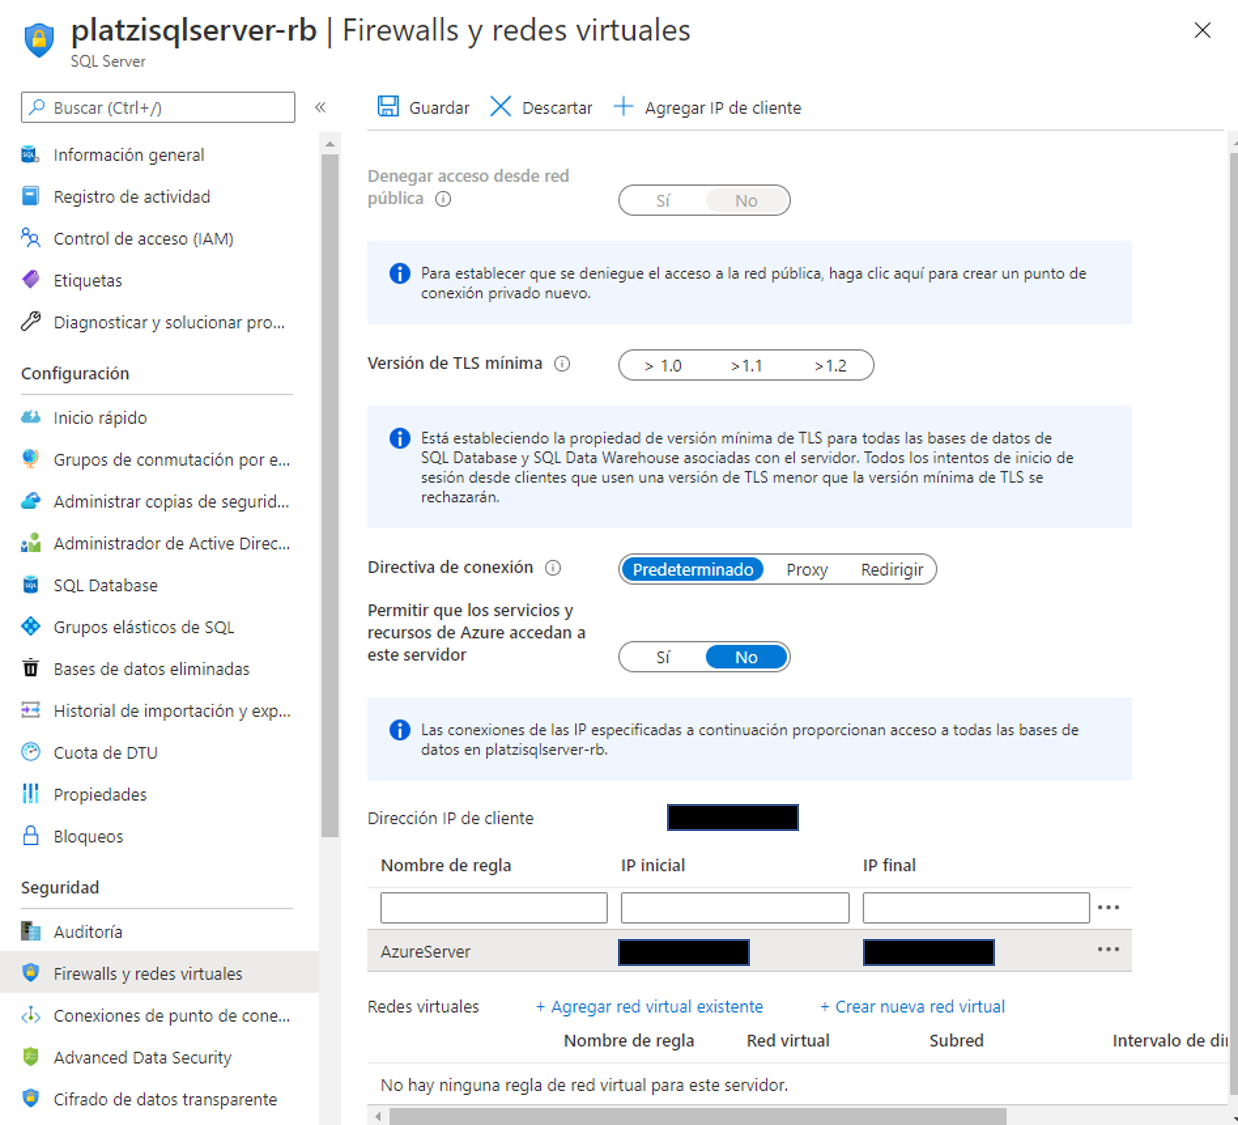 platzisqlserver-rb | Firewalls y redes virtuales
SQL Server
Buscar (Ctrl+/)
«
Información general
Registro de actividad
Control de acceso (IAM)
Etiquetas
Diagnosticar y solucionar pro...
Configuración
Inicio rápido
Grupos de conmutación por e...
Administrar copias de segurid...
Administrador de Active Direc...
SQL Database
Grupos elásticos de SQL
Bases de datos eliminadas
Historial de importación y exp...
Cuota de DTU
Propiedades
Bloqueos
Seguridad
Auditoría
Firewalls y redes virtuales
Conexiones de punto de cone...
Advanced Data Security
Cifrado de datos transparente
Guardar Descartar Agregar IP de cliente
Denegar acceso desde red
pública
Sí No
Para establecer que se deniegue el acceso a la red pública, haga clic aquí para crear un punto de
conexión privado nuevo.
Versión de TLS mínima
> 1.0 >1.1 >1.2
Está estableciendo la propiedad de versión mínima de TLS para todas las bases de datos de
SQL Database y SQL Data Warehouse asociadas con el servidor. Todos los intentos de inicio de
sesión desde clientes que usen una versión de TLS menor que la versión mínima de TLS se
rechazarán.
Directiva de conexión
Predeterminado Proxy Redirigir
Permitir que los servicios y
recursos de Azure accedan a
este servidor
Sí No
Las conexiones de las IP especificadas a continuación proporcionan acceso a todas las bases de
datos en platzisqlserver-rb.
Dirección IP de cliente
Nombre de regla IP inicial IP final
AzureServer
Redes virtuales + Agregar red virtual existente + Crear nueva red virtual
Nombre de regla Red virtual Subred Intervalo de di
No hay ninguna regla de red virtual para este servidor.